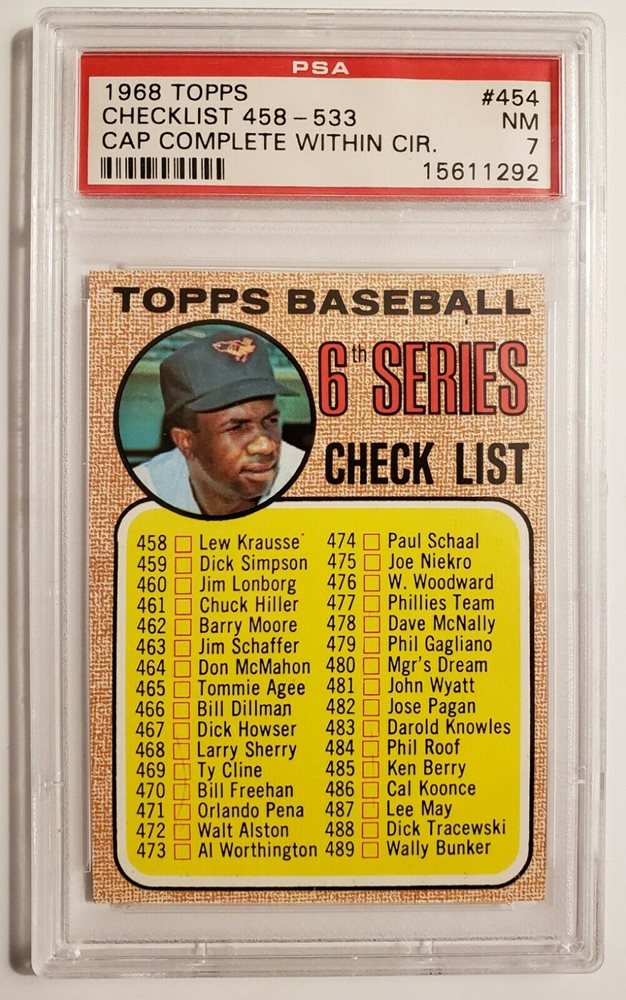 PSA
1968 TOPPS #454
CHECKLIST 458-533 NM
CAP COMPLETE WITHIN CIR. 7
15611292
TOPPS BASEBALL
6th SERIES
CHECK LIST
458 Lew Krausse
459 Dick Simpson
460 Jim Lonborg
461 Chuck Hiller
462 Barry Moore
463 Jim Schaffer
464 Don McMahon
465 Tommie Agee
466 Bill Dillman
467 Dick Howser
468 Larry Sherry
469 Ty Cline
470 Bill Freehan
471 Orlando Pena
472 Walt Alston
473 Al Worthington
474 Paul Schaal
475 Joe Niekro
476 W. Woodward
477 Phillies Team
478 Dave McNally
479 Phil Gagliano
480 Mgr's Dream
481 John Wyatt
482 Jose Pagan
483 Darold Knowles
484 Phil Roof
485 Ken Berry
486 Cal Koonce
487 Lee May
488 Dick Tracewski
489 Wally Bunker